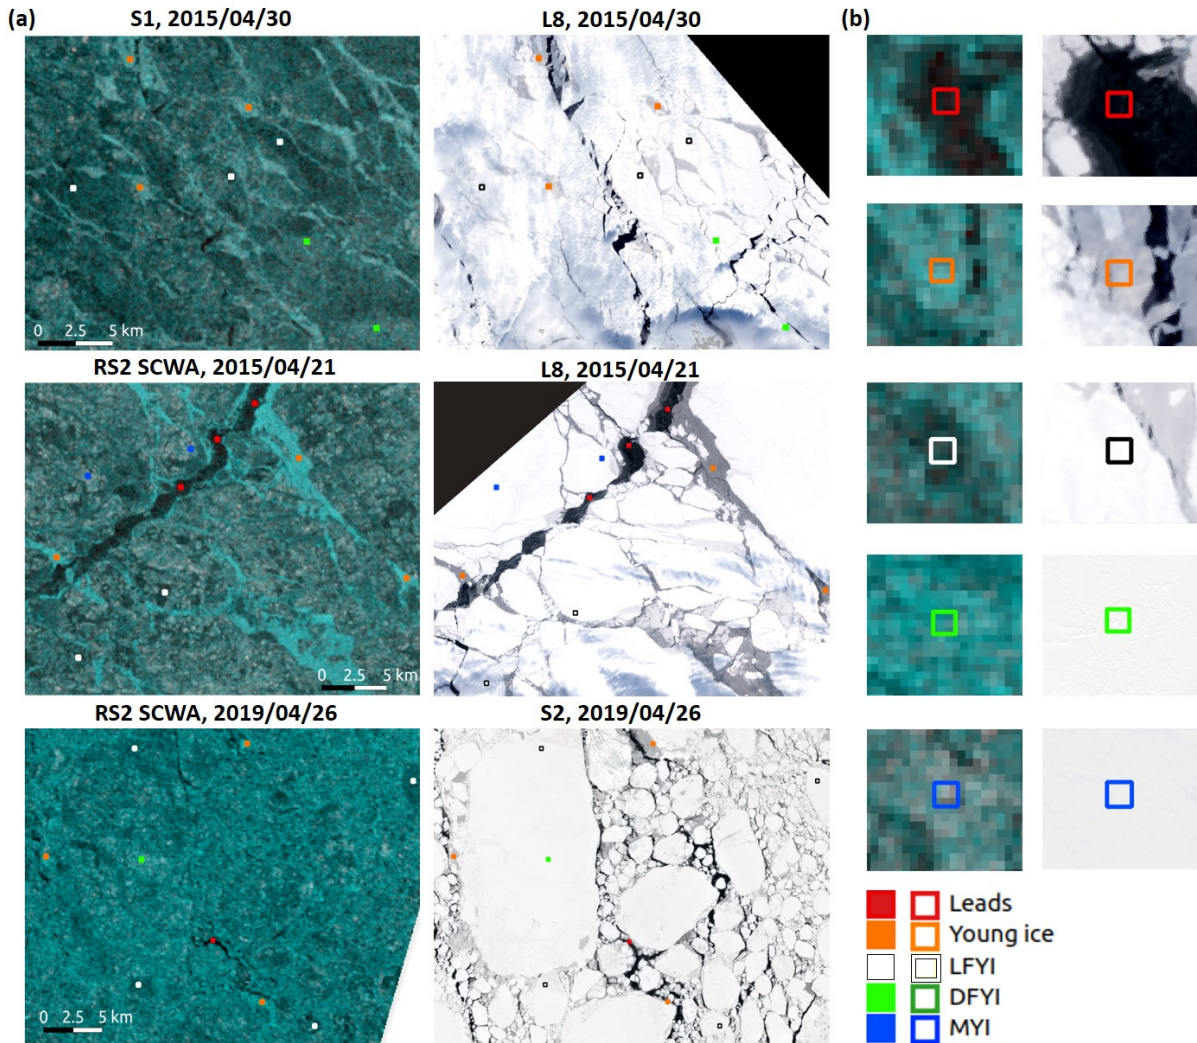 (a)
S1, 2015/04/30
L8, 2015/04/30
(b)
0 2.5 5 km
RS2 SCWA, 2015/04/21
L8, 2015/04/21
0 2.5 5 km
RS2 SCWA, 2019/04/26
S2, 2019/04/26
0 2.5 5 km
Leads
Young ice
LFYI
DFYI
MYI